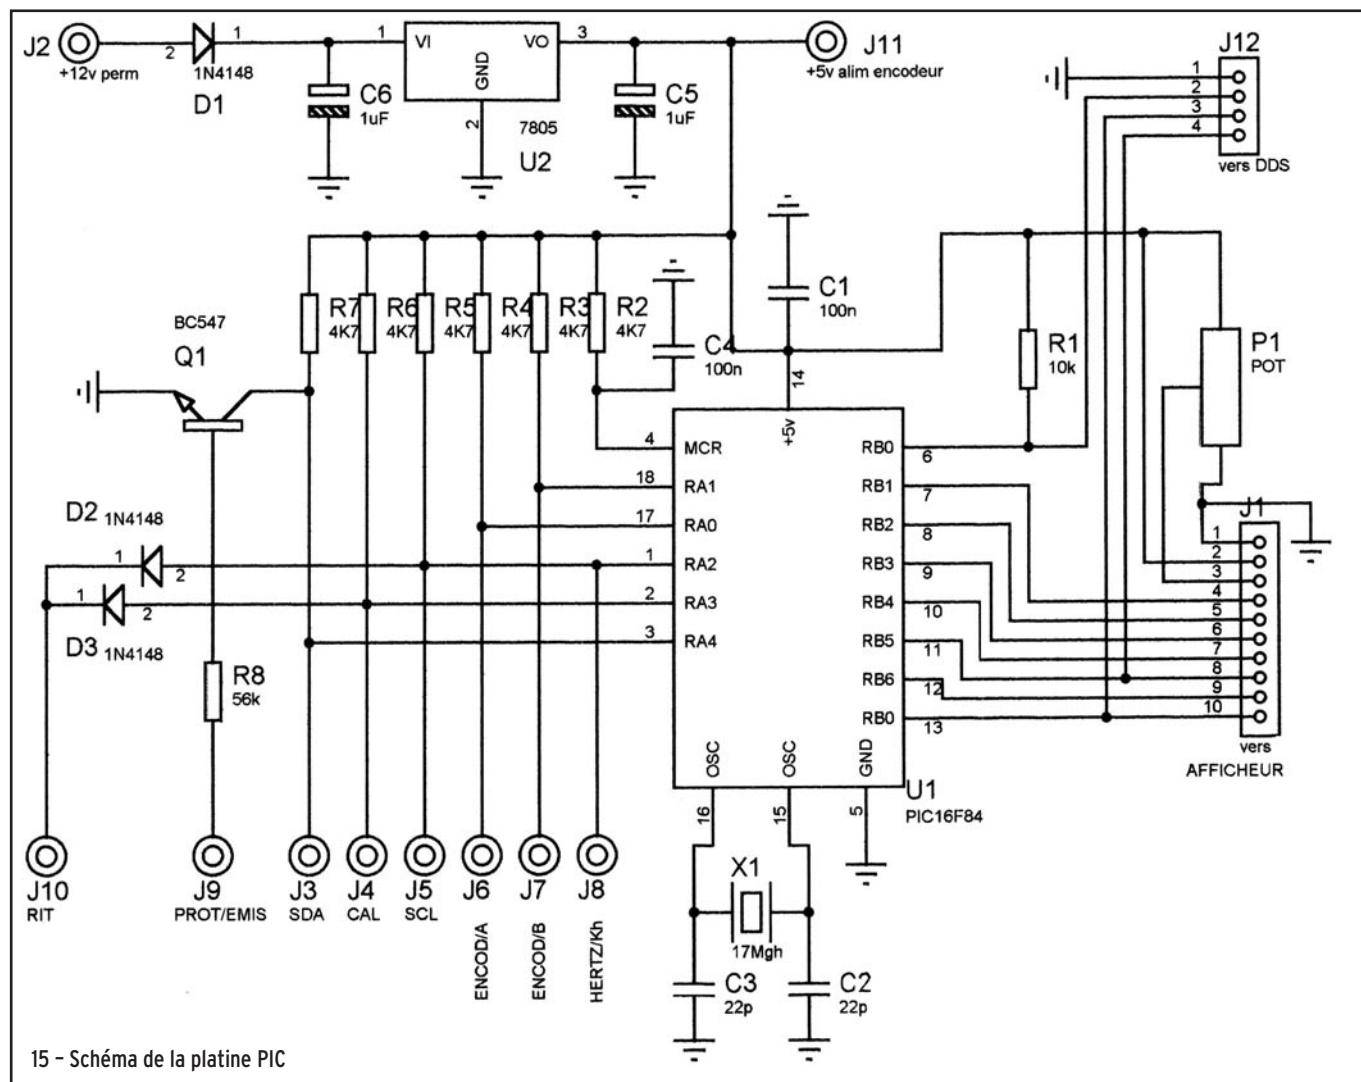 J2
+12v perm
2
1
1N4148
D1
1
VI
VO
3
GND
2
7805
U2
C6
1uF
C5
1uF
J11
+5v alim encodeur
J12
1
2
3
4
vers DDS
R7
4K7
R6
4K7
R5
4K7
R4
4K7
R3
4K7
R2
4K7
C4
100n
C1
100n
14
R1
10k
P1
POT
BC547
Q1
+5v
4
MCR
18
RA1
17
RA0
1
RA2
2
RA3
3
RA4
RB0
6
RB1
7
RB2
8
RB3
9
RB4
10
RB5
11
RB6
12
RB0
13
J1
1
2
3
4
5
6
7
8
9
10
vers
AFFICHEUR
D2
1N4148
1
2
1
2
D3
1N4148
R8
56k
OSC
OSC
GND
16
15
5
U1
PIC16F84
X1
17Mgh
C3
22p
C2
22p
J10
RIT
J9
PROT/EMIS
J3
SDA
J4
CAL
J5
SCL
J6
ENCOD/A
J7
ENCOD/B
J8
HERTZ/Kh
15 – Schéma de la platine PIC